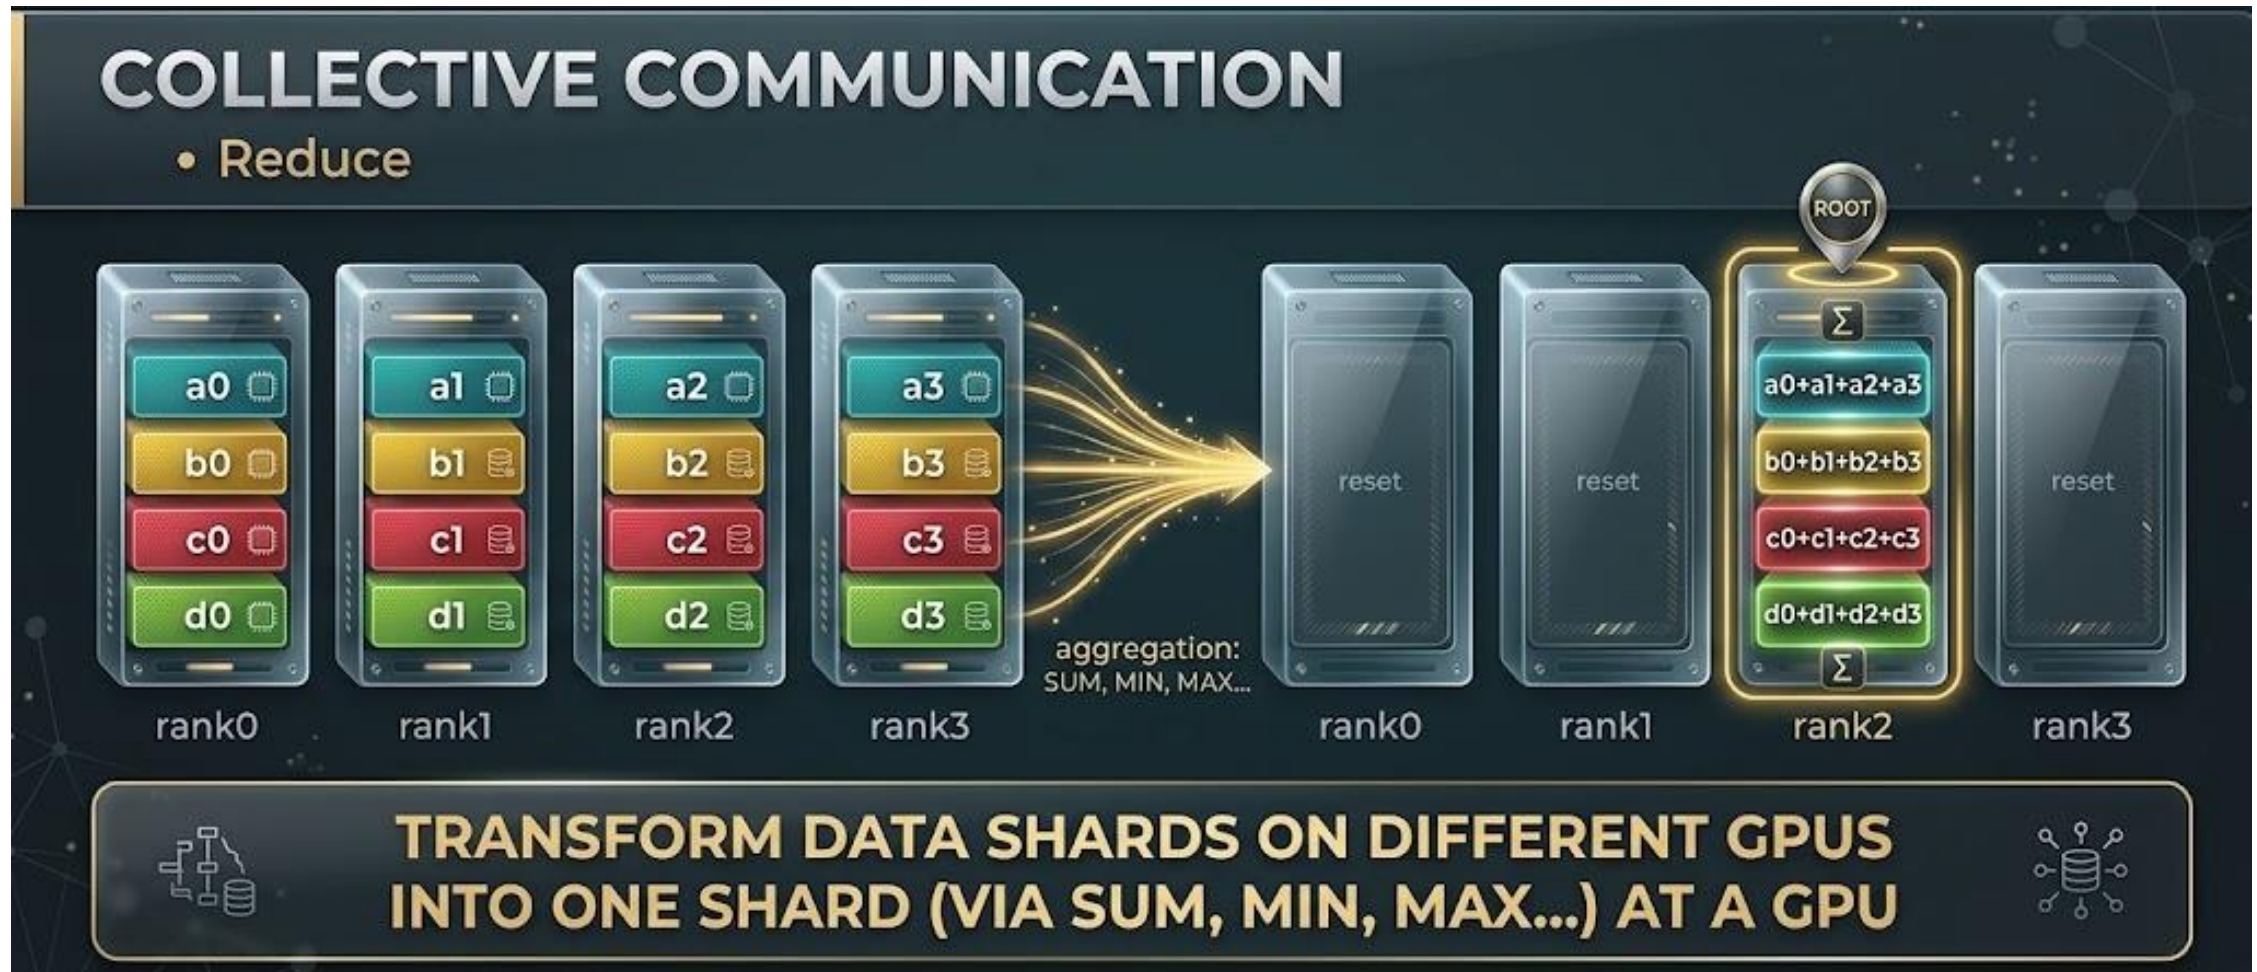 COLLECTIVE COMMUNICATION
• Reduce
ROOT
Σ
a0 a1 a2 a3 a0+a1+a2+a3
b0 b1 b2 b3 b0+b1+b2+b3
reset reset reset
c0 c1 c2 c3 c0+c1+c2+c3
d0 d1 d2 d3 d0+d1+d2+d3
aggregation:
SUM, MIN, MAX...
Σ
rank0 rank1 rank2 rank3 rank0 rank1 rank2 rank3
TRANSFORM DATA SHARDS ON DIFFERENT GPUS
INTO ONE SHARD (VIA SUM, MIN, MAX...) AT A GPU